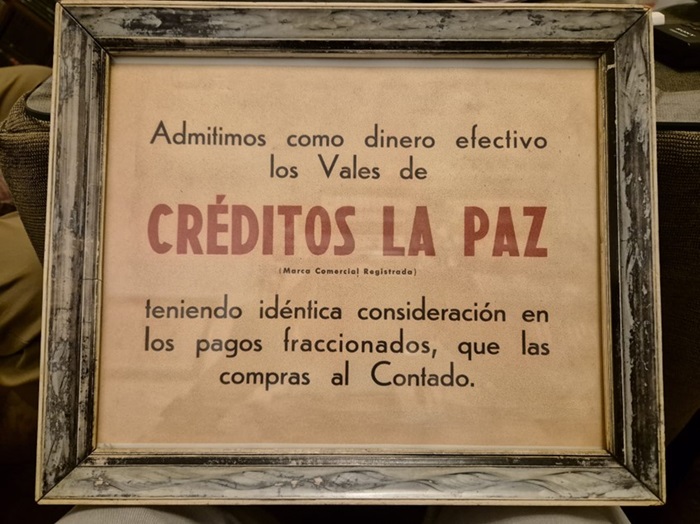 Admitimos como dinero efectivo
los Vales de
CRÉDITOS LA PAZ
(Marca Comercial Registrada)
teniendo idéntica consideración en
los pagos fraccionados, que las
compras al Contado.